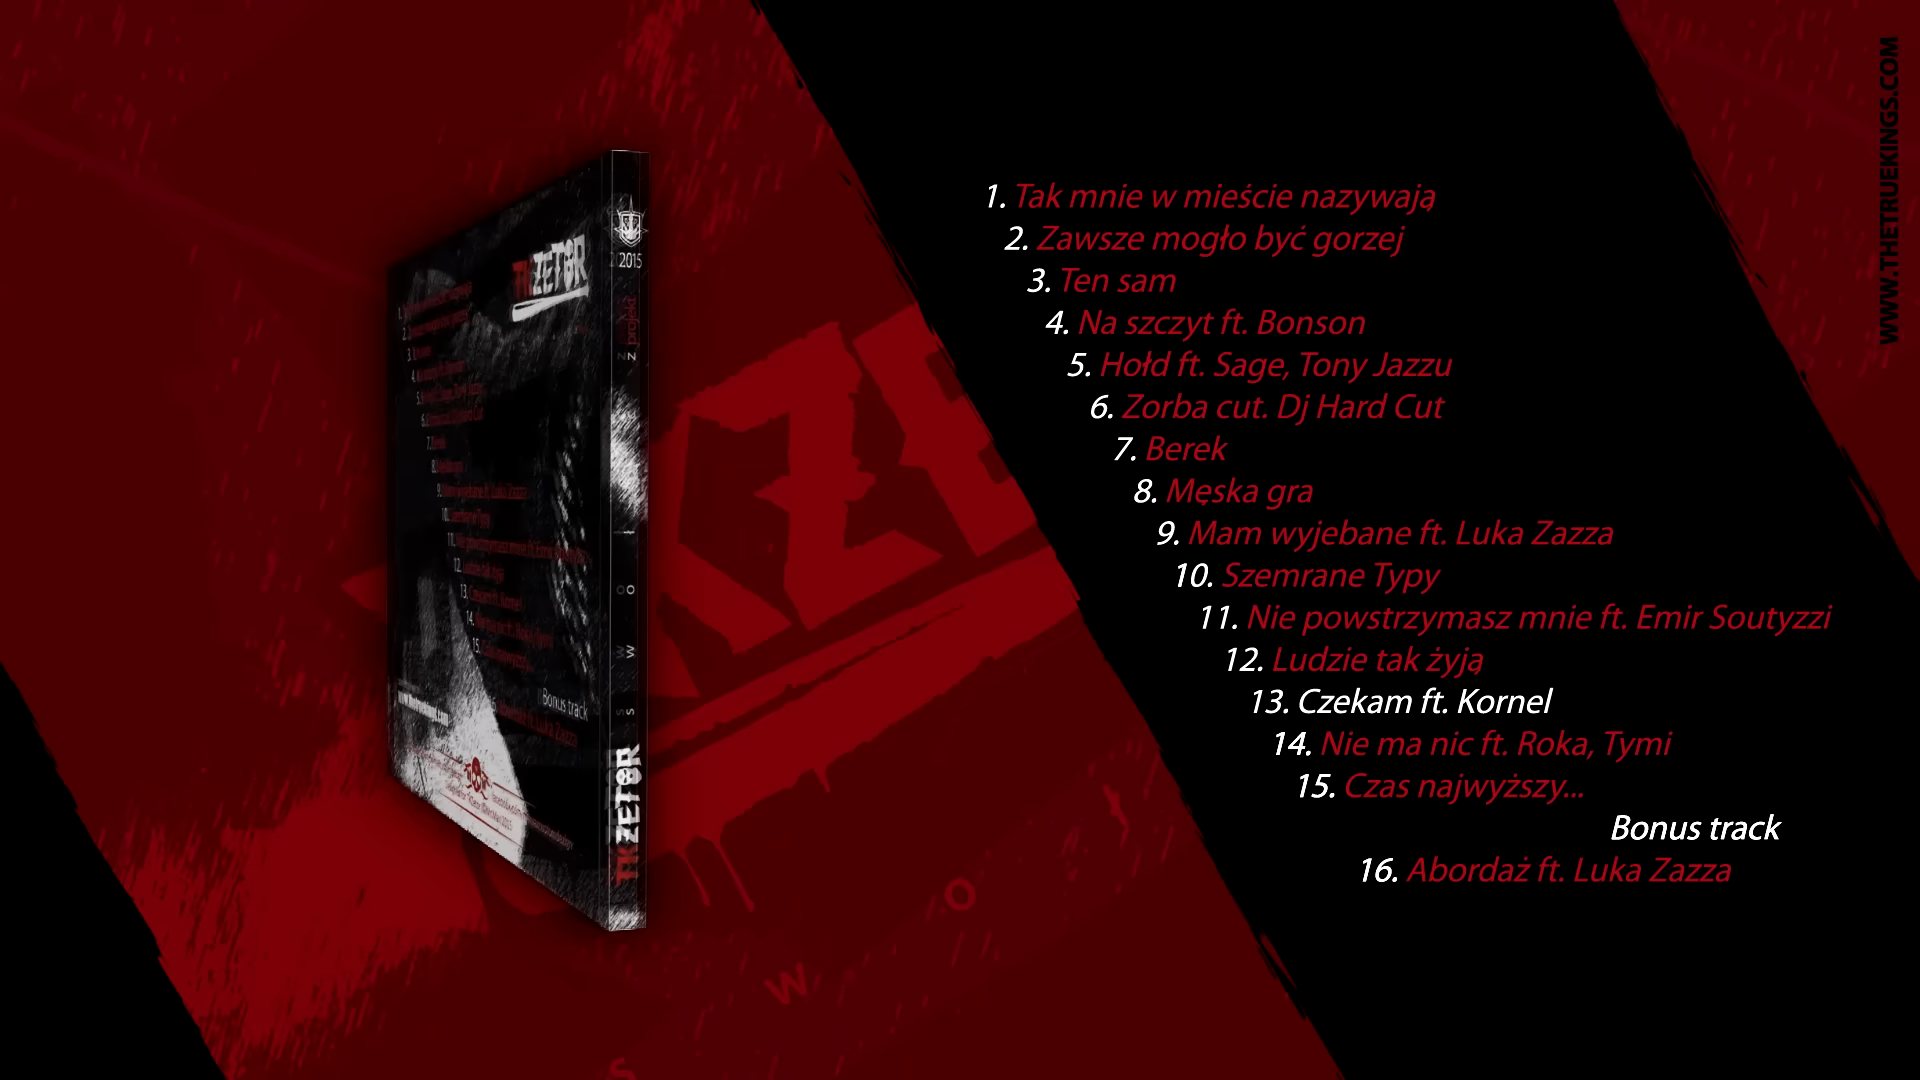 WWW.THETRUEKINGS.COM
1. Tak mnie w mieście nazywają
2. Zawsze mogło być gorzej
3. Ten sam
4. Na szczyt ft. Bonson
5. Hołd ft. Sage, Tony Jazzu
6. Zorba cut. Dj Hard Cut
7. Berek
8. Męska gra
9. Mam wyjebane ft. Luka Zazza
10. Szemrane Typy
11. Nie powstrzymasz mnie ft. Emir Soutyzzi
12. Ludzie tak żyją
13. Czekam ft. Kornel
14. Nie ma nic ft. Roka, Tymi
15. Czas najwyższy...
Bonus track
16. Abordaż ft. Luka Zazza
TKZETOR
2015
projekt
Bonus track
TKZETOR
KZE
W
O
S